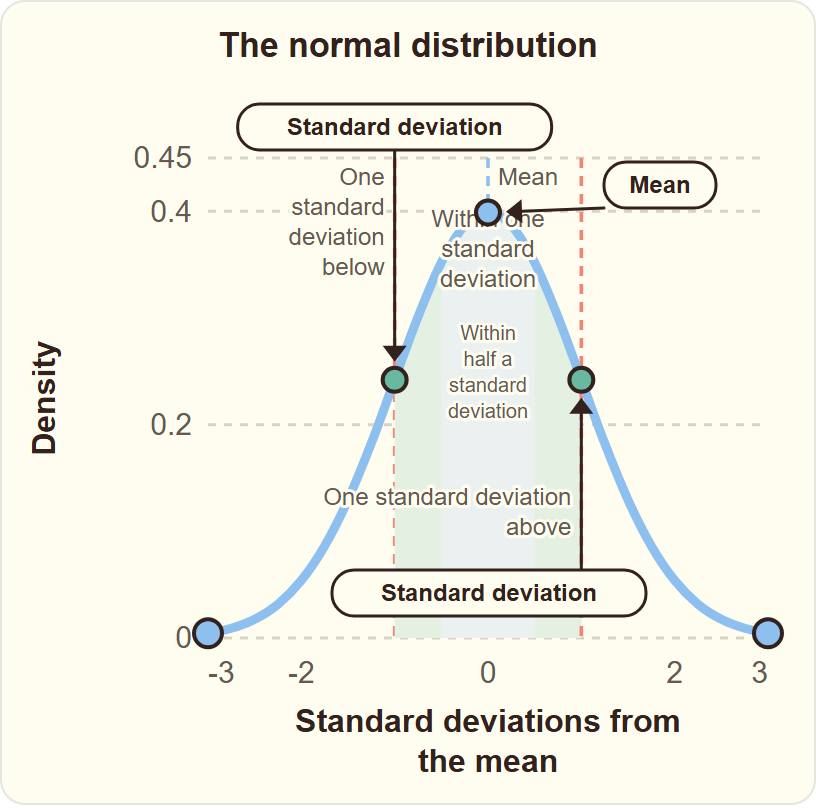 The normal distribution
Standard deviation
0.45
One
standard
deviation
below
Mean
Mean
0.4
Within one
standard
deviation
Within
half a
standard
deviation
Density
0.2
One standard deviation
above
Standard deviation
0
-3
-2
0
2
3
Standard deviations from
the mean